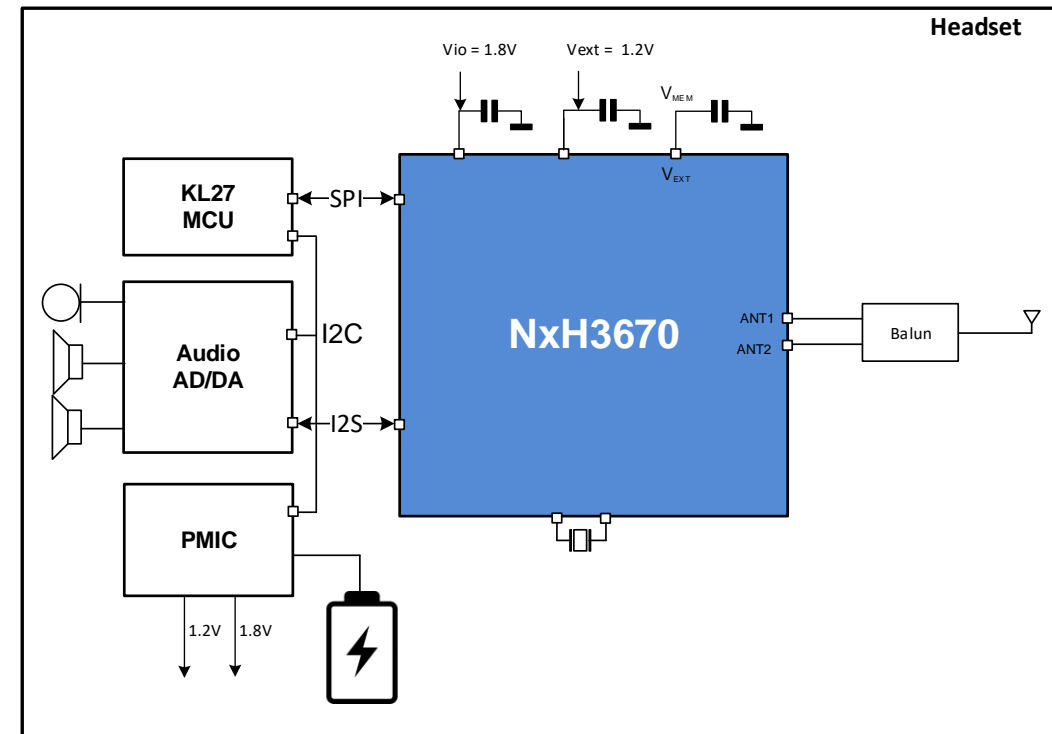 Headset
Vio = 1.8V
Vext = 1.2V
VMEM
VEXT
KL27
MCU
SPI
Audio
AD/DA
I2C
I2S
NxH3670
ANT1
ANT2
Balun
PMIC
1.2V
1.8V